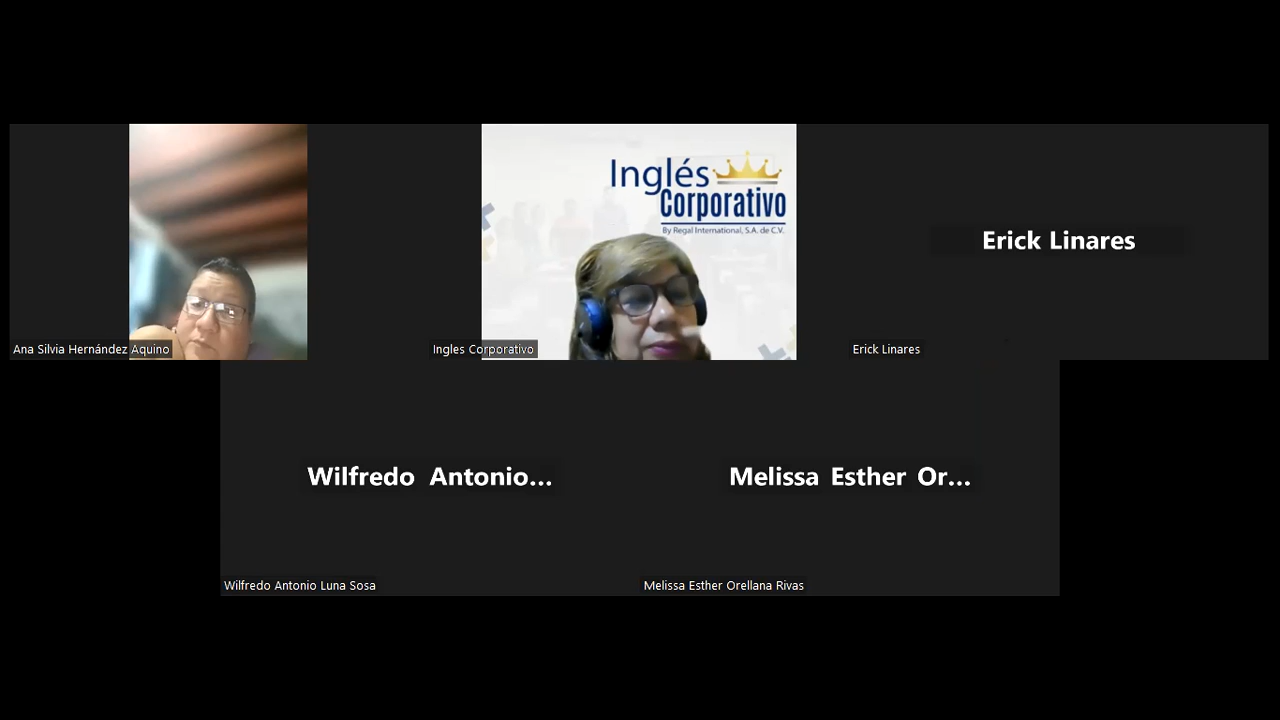 Inglés
Corporativo
By Regal International, S.A. de C.V.
Erick Linares
Ana Silvia Hernández Aquino
Ingles Corporativo
Erick Linares
Wilfredo Antonio...
Melissa Esther Or...
Wilfredo Antonio Luna Sosa
Melissa Esther Orellana Rivas